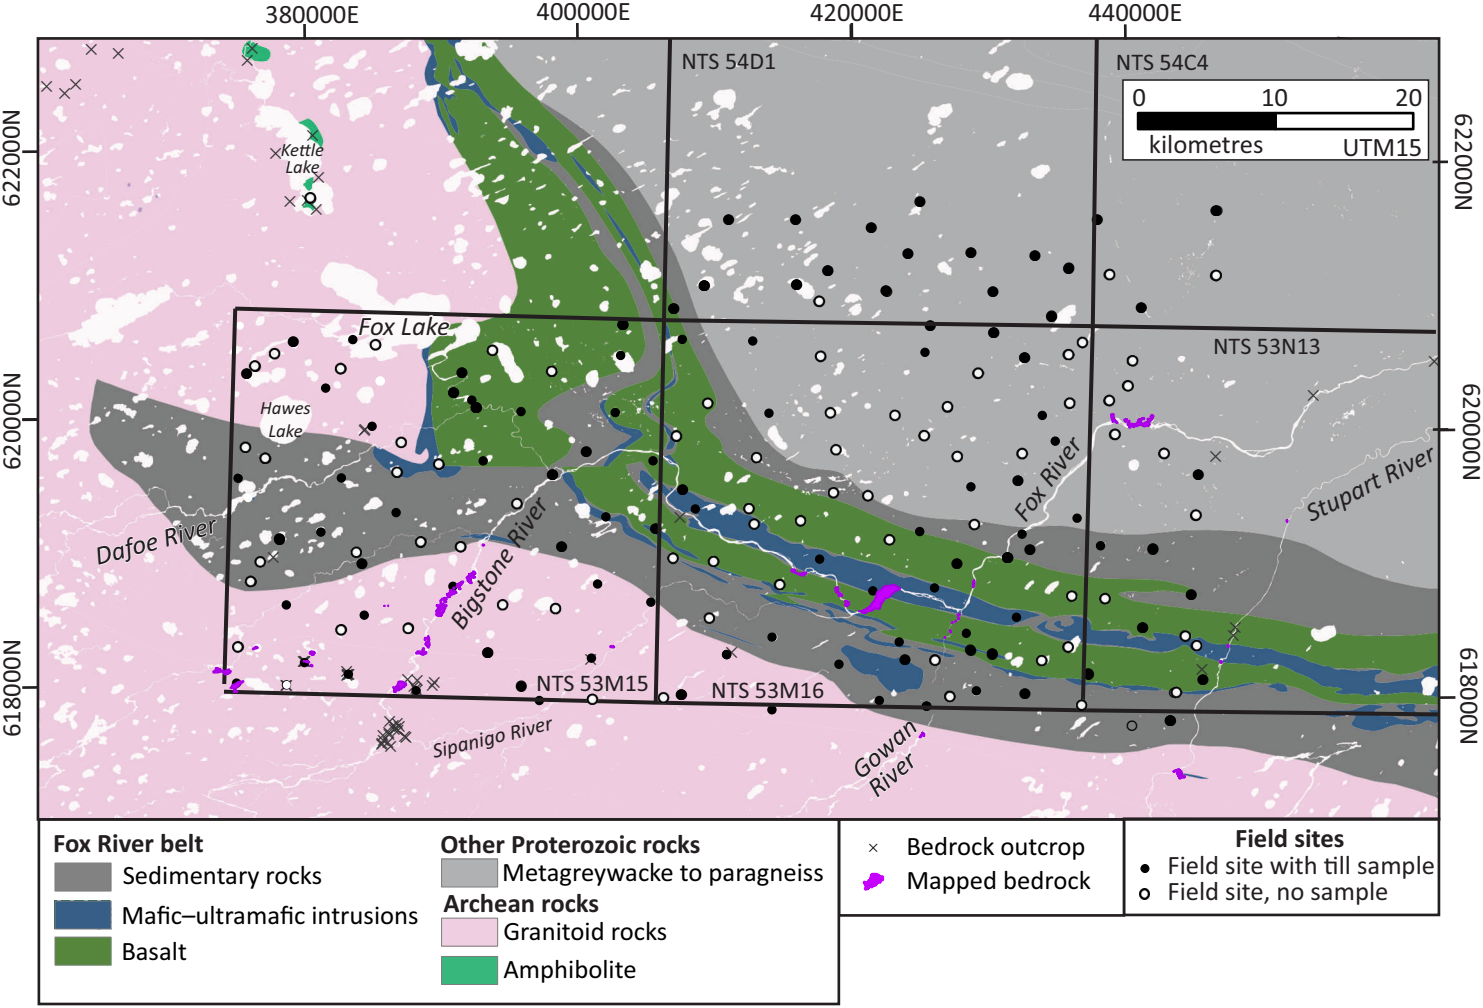 380000E
400000E
420000E
440000E
NTS 54D1
NTS 54C4
0
10
20
kilometres
UTM15
6220000N
622000N
Kettle
Lake
Fox Lake
NTS 53N13
6200000N
620000N
Hawes
Lake
Fox River
Stupart River
Dafoe River
Bigstone River
6180000N
618000N
NTS 53M15
NTS 53M16
Sipanigo River
Gowan
River
Fox River belt
Sedimentary rocks
Mafic–ultramafic intrusions
Basalt
Other Proterozoic rocks
Metagreywacke to paragneiss
Archean rocks
Granitoid rocks
Amphibolite
Bedrock outcrop
Mapped bedrock
Field sites
Field site with till sample
Field site, no sample